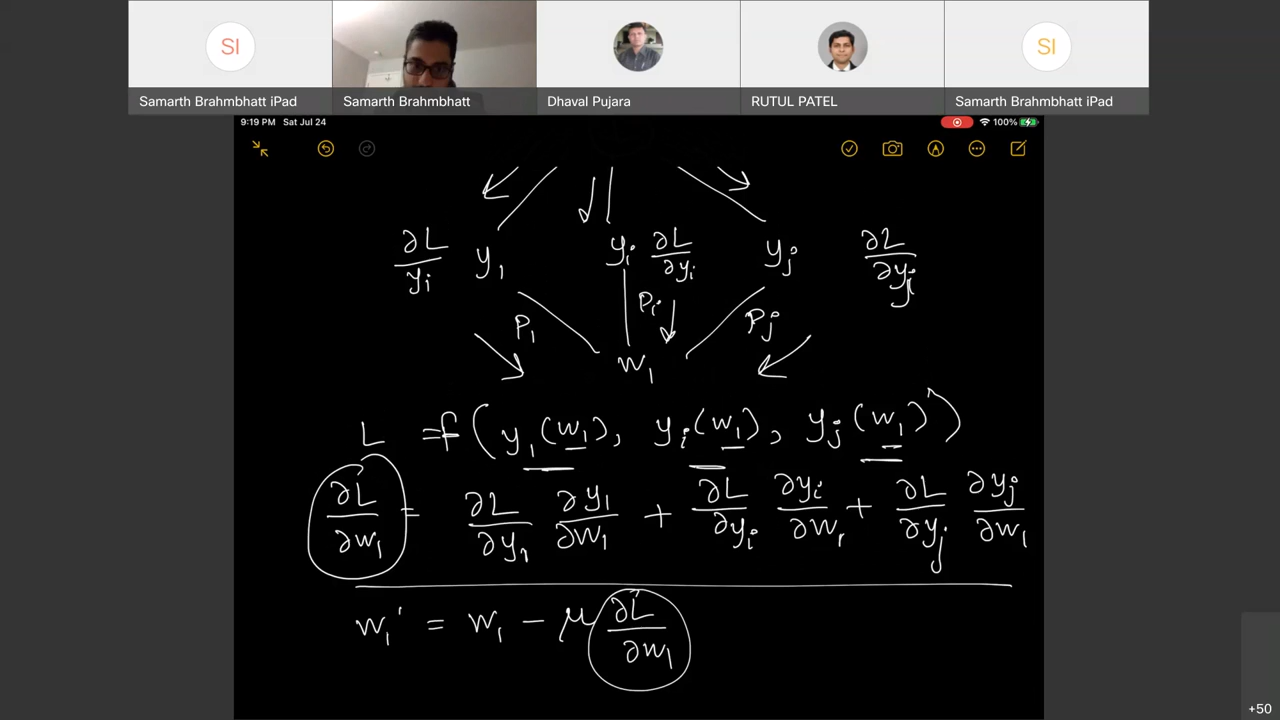 SI SI
Samarth Brahmbhatt iPad Samarth Brahmbhatt Dhaval Pujara RUTUL PATEL Samarth Brahmbhatt iPad
9:19 PM Sat Jul 24 100%
∂L/yi y1 yi ∂L/∂yi yj ∂L/∂yj
P1 Pi Pj
w1
L = f(y1(w1), yi(w1), yj(w1))
∂L/∂w1 = ∂L/∂y1 ∂y1/∂w1 + ∂L/∂yi ∂yi/∂w1 + ∂L/∂yj ∂yj/∂w1
w1' = w1 - μ ∂L/∂w1
+50